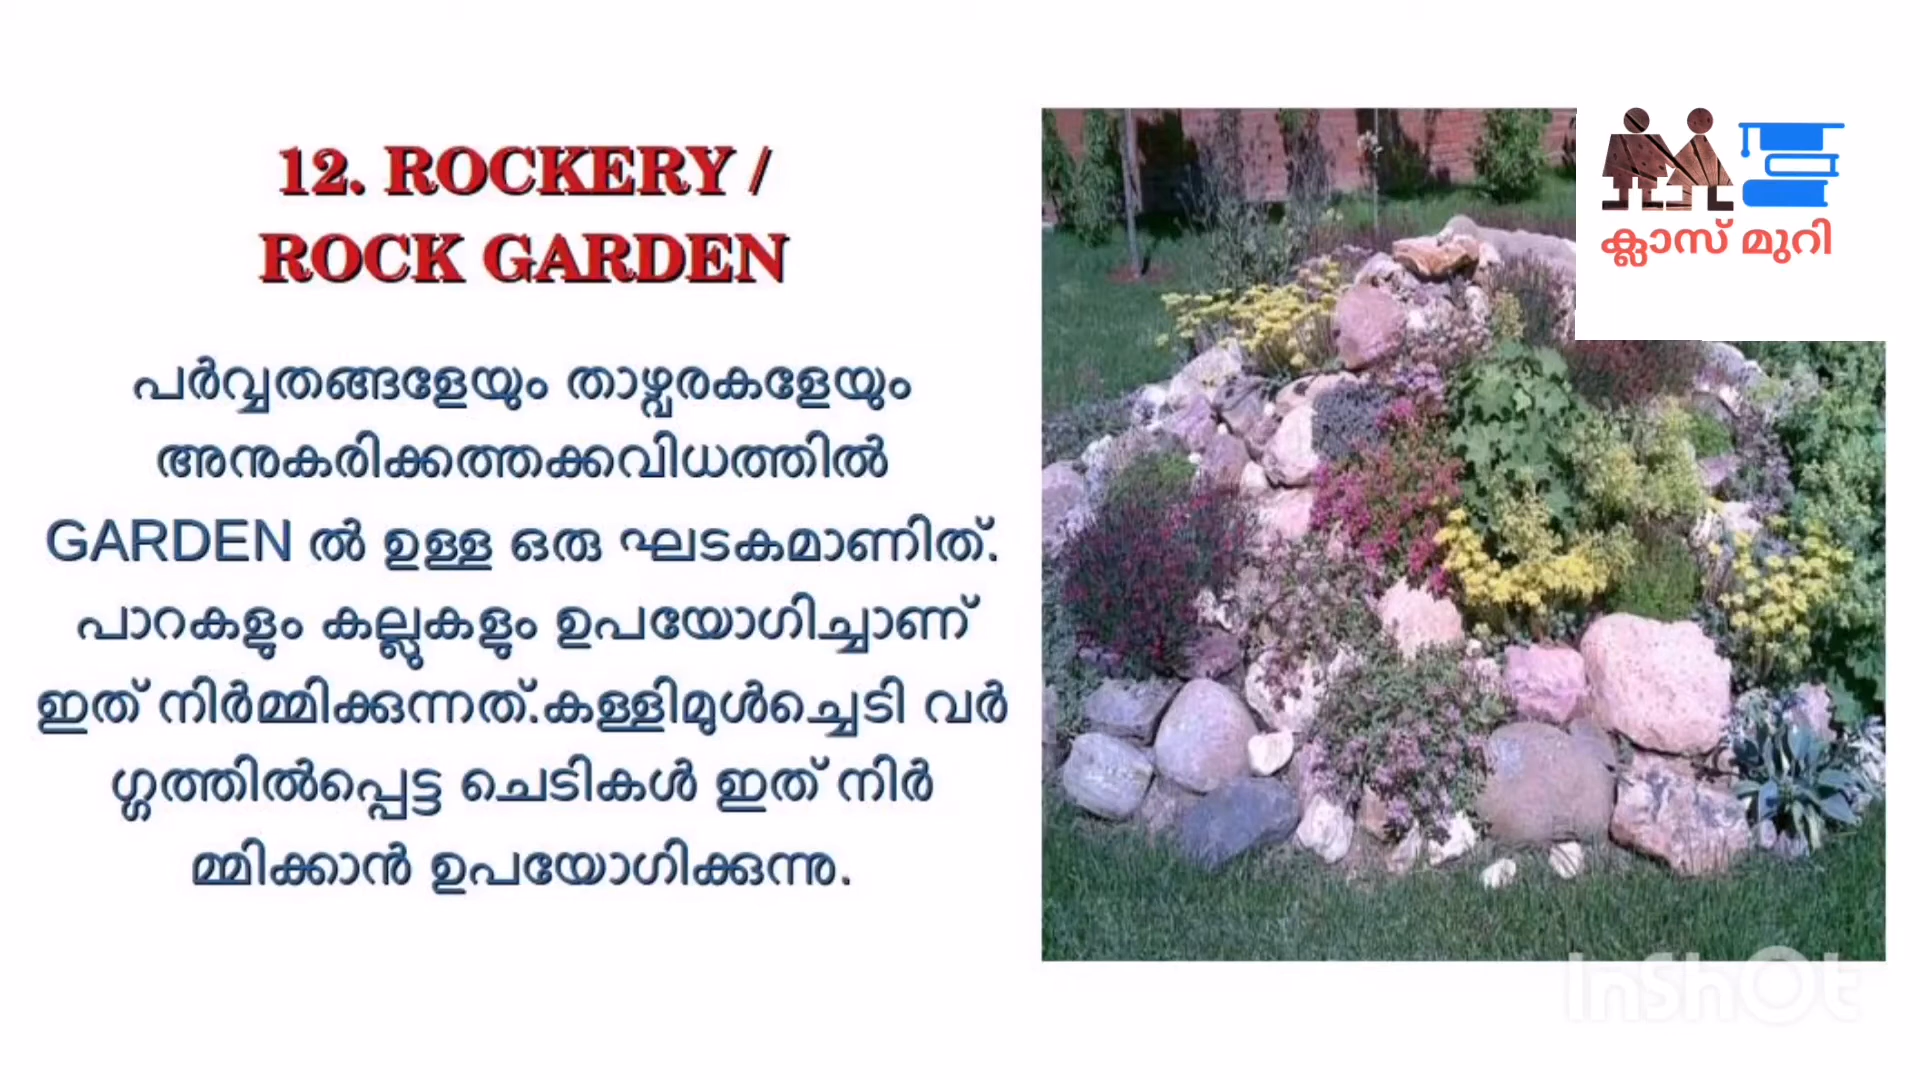 12. ROCKERY /
ROCK GARDEN
പർവ്വതങ്ങളേയും താഴ്വരകളേയും
അനുകരിക്കത്തക്കവിധത്തിൽ
GARDEN ൽ ഉള്ള ഒരു ഘടകമാണിത്.
പാറകളും കല്ലുകളും ഉപയോഗിച്ചാണ്
ഇത് നിർമ്മിക്കുന്നത്.കള്ളിമുൾച്ചെടി വർ
ഗ്ഗത്തിൽപ്പെട്ട ചെടികൾ ഇത് നിർ
മ്മിക്കാൻ ഉപയോഗിക്കുന്നു.
ക്ലാസ് മുറി
InShOt